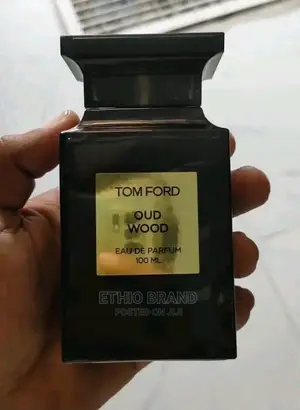 TOM FORD
OUD
WOOD
EAU DE PARFUM
100 ML
ETHIO BRAND
POSTED ON JIJI